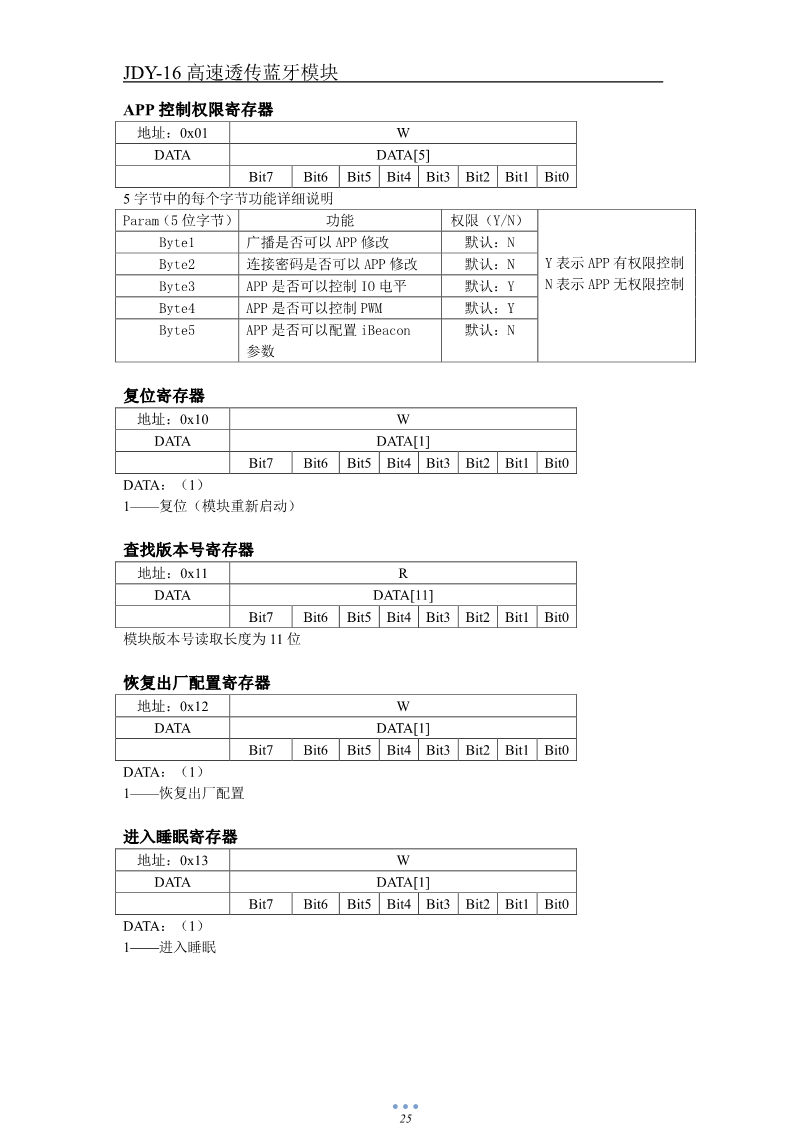 JDY-16 高速透传蓝牙模块
APP 控制权限寄存器
地址：0x01 W
DATA DATA[5]
Bit7 Bit6 Bit5 Bit4 Bit3 Bit2 Bit1 Bit0
5 字节中的每个字节功能详细说明
Param（5 位字节） 功能 权限（Y/N）
Byte1 广播是否可以 APP 修改 默认：N
Byte2 连接密码是否可以 APP 修改 默认：N Y 表示 APP 有权限控制
Byte3 APP 是否可以控制 IO 电平 默认：Y N 表示 APP 无权限控制
Byte4 APP 是否可以控制 PWM 默认：Y
Byte5 APP 是否可以配置 iBeacon 默认：N
参数
复位寄存器
地址：0x10 W
DATA DATA[1]
Bit7 Bit6 Bit5 Bit4 Bit3 Bit2 Bit1 Bit0
DATA：（1）
1——复位（模块重新启动）
查找版本号寄存器
地址：0x11 R
DATA DATA[11]
Bit7 Bit6 Bit5 Bit4 Bit3 Bit2 Bit1 Bit0
模块版本号读取长度为 11 位
恢复出厂配置寄存器
地址：0x12 W
DATA DATA[1]
Bit7 Bit6 Bit5 Bit4 Bit3 Bit2 Bit1 Bit0
DATA：（1）
1——恢复出厂配置
进入睡眠寄存器
地址：0x13 W
DATA DATA[1]
Bit7 Bit6 Bit5 Bit4 Bit3 Bit2 Bit1 Bit0
DATA：（1）
1——进入睡眠
25